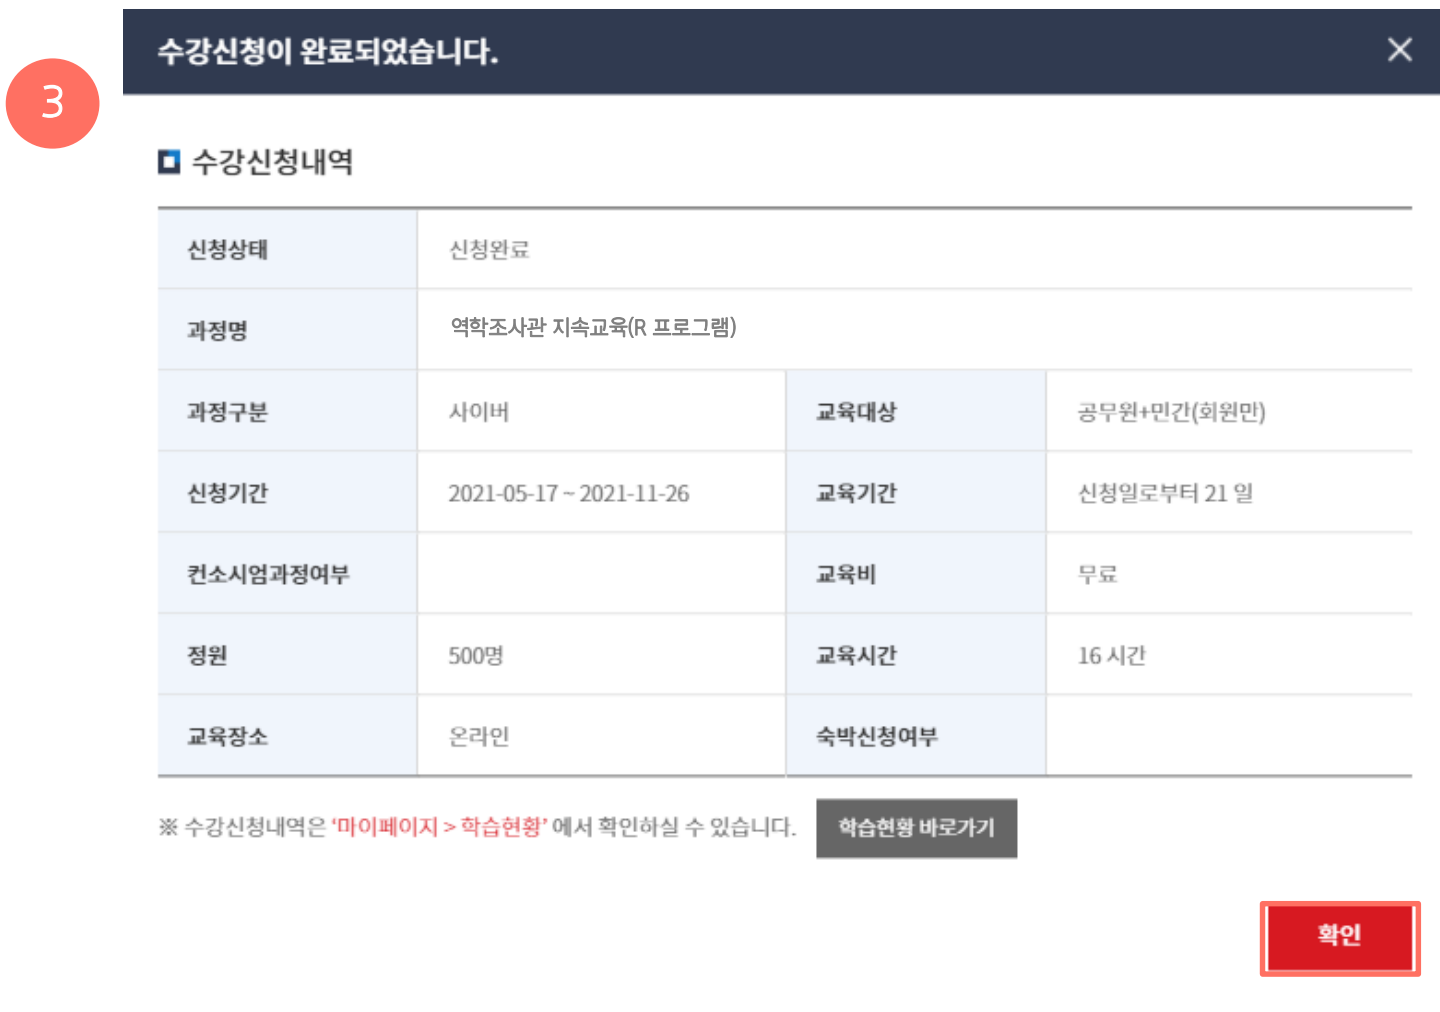 수강신청이 완료되었습니다.
3
수강신청내역
신청상태 신청완료
과정명 역학조사관 지속교육(R 프로그램)
과정구분 사이버 교육대상 공무원+민간(회원만)
신청기간 2021-05-17 ~ 2021-11-26 교육기간 신청일로부터 21 일
컨소시엄과정여부 교육비 무료
정원 500명 교육시간 16 시간
교육장소 온라인 숙박신청여부
※ 수강신청내역은 '마이페이지 > 학습현황' 에서 확인하실 수 있습니다. 학습현황 바로가기
확인